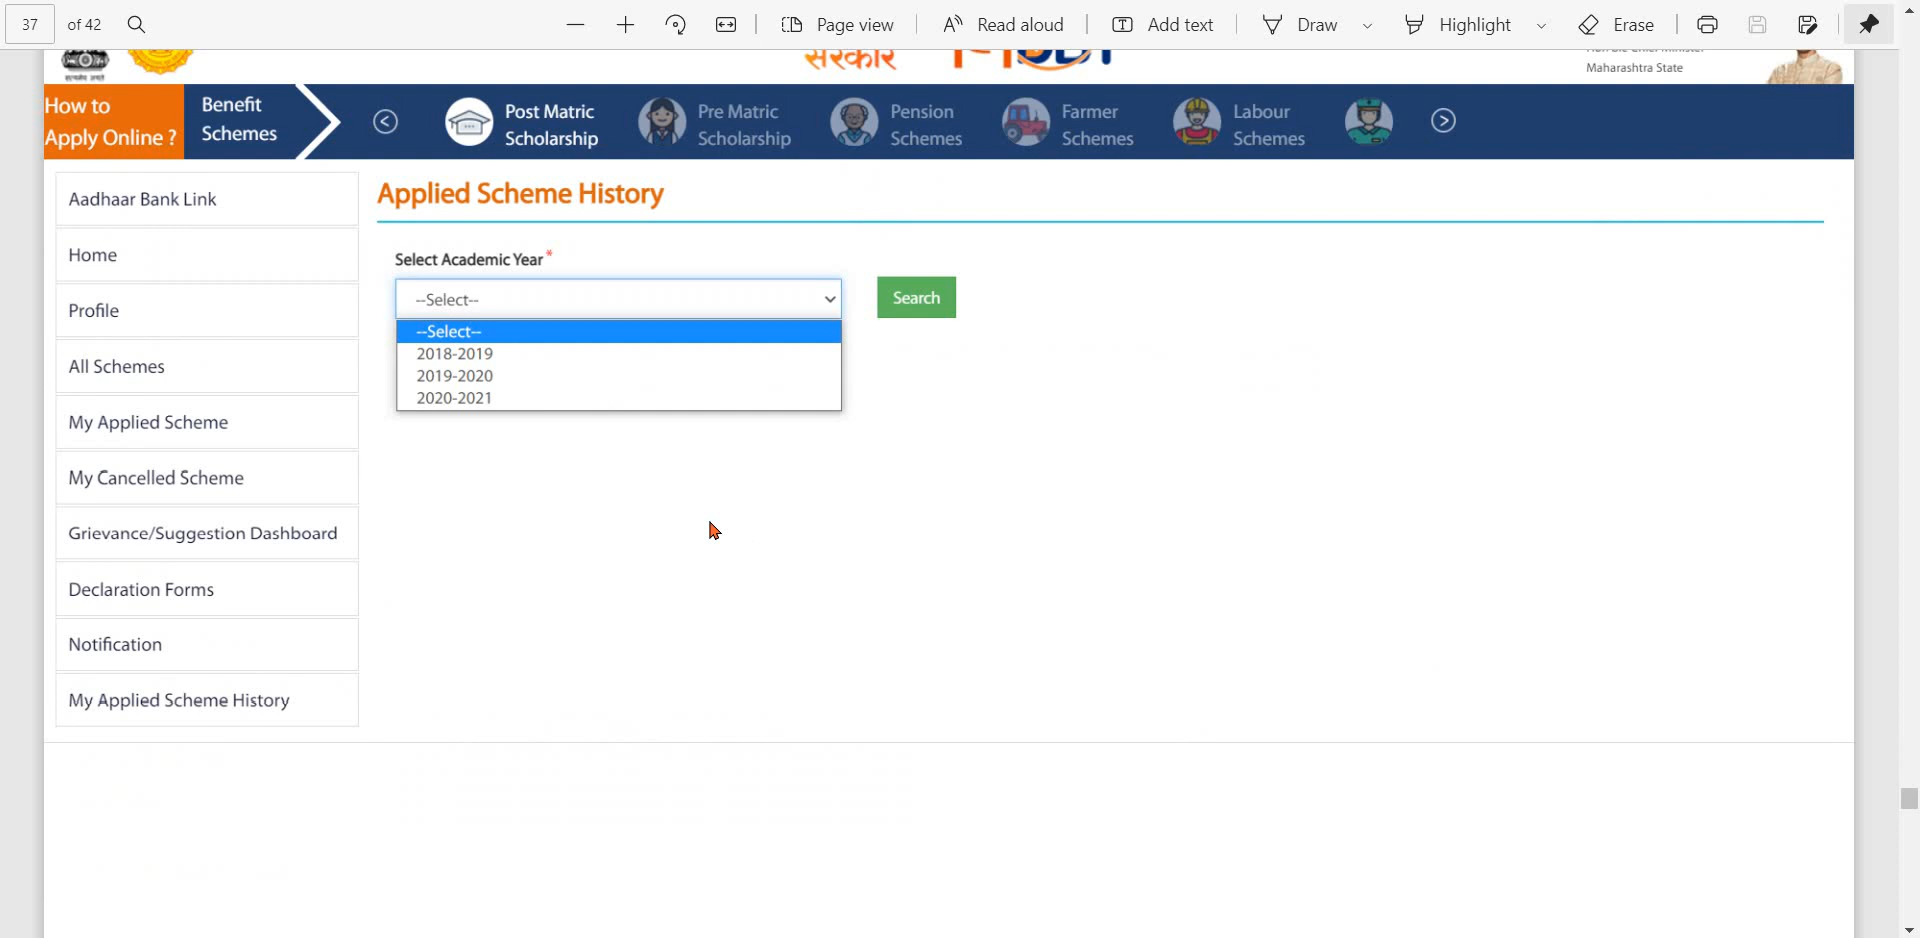 37 of 42 Page view Read aloud Add text Draw Highlight Erase
सरकार
Maharashtra State
How to
Apply Online ?
Benefit
Schemes
Post Matric
Scholarship
Pre Matric
Scholarship
Pension
Schemes
Farmer
Schemes
Labour
Schemes
Aadhaar Bank Link
Home
Profile
All Schemes
My Applied Scheme
My Cancelled Scheme
Grievance/Suggestion Dashboard
Declaration Forms
Notification
My Applied Scheme History
Applied Scheme History
Select Academic Year*
--Select--
Search
--Select--
2018-2019
2019-2020
2020-2021